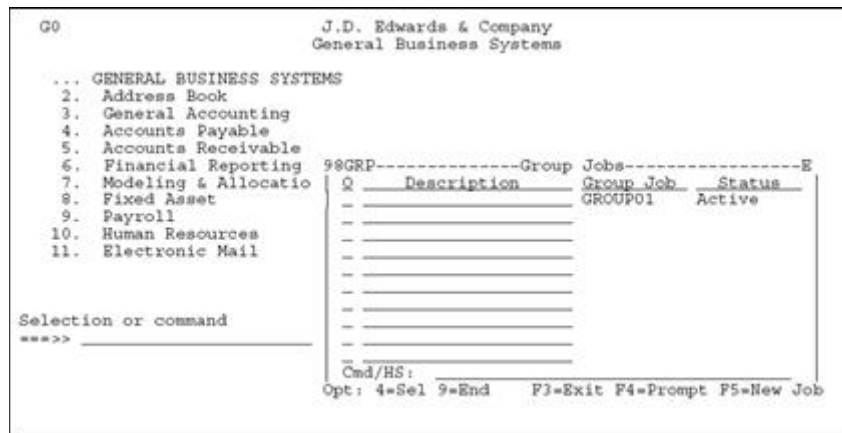 G0 J.D. Edwards & Company
General Business Systems
... GENERAL BUSINESS SYSTEMS
2. Address Book
3. General Accounting
4. Accounts Payable
5. Accounts Receivable
6. Financial Reporting 98GRP--------------Group Jobs-----------------E
7. Modeling & Allocatio O Description Group Job Status
8. Fixed Asset GROUP01 Active
9. Payroll
10. Human Resources
11. Electronic Mail
Selection or command
===>>
Cmd/HS:
Opt: 4=Sel 9=End F3=Exit F4=Prompt F5=New Job